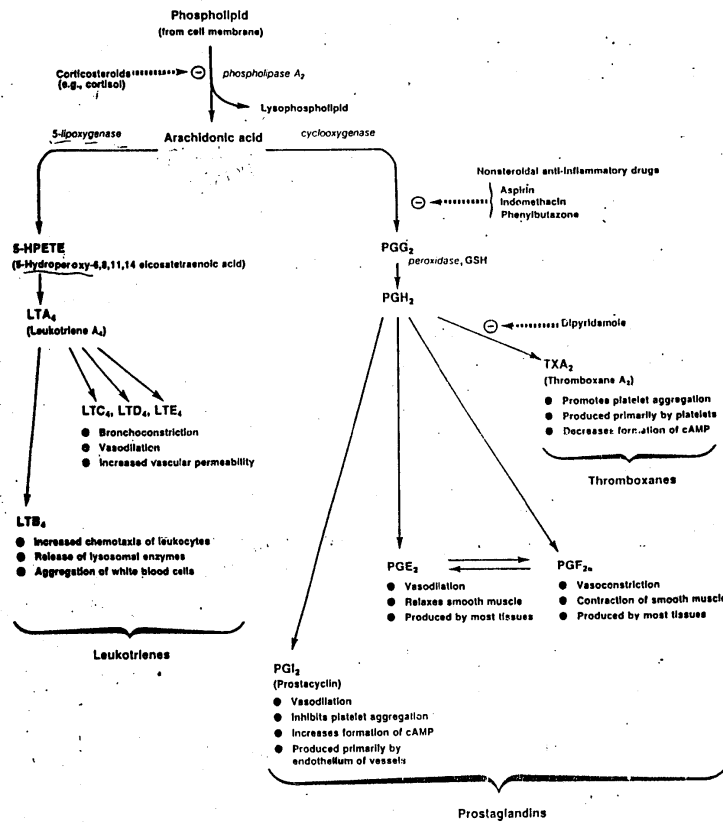 Phospholipid
(from cell membrane)
Corticosteroids
(e.g., cortisol)
phospholipase A₂
Lysophospholipid
5-lipoxygenase
Arachidonic acid
cyclooxygenase
Nonsteroidal anti-inflammatory drugs
Aspirin
Indomethacin
Phenylbutazone
5-HPETE
(5-Hydroperoxy-6,8,11,14 eicosatetraenoic acid)
PGG₂
peroxidase, GSH
PGH₂
LTA₄
(Leukotriene A₄)
Dipyridamole
TXA₂
(Thromboxane A₂)
● Promotes platelet aggregation
● Produced primarily by platelets
● Decreases formation of cAMP
Thromboxanes
LTC₄, LTD₄, LTE₄
● Bronchoconstriction
● Vasodilation
● Increased vascular permeability
LTB₄
● Increased chemotaxis of leukocytes
● Release of lysosomal enzymes
● Aggregation of white blood cells
Leukotrienes
PGE₂
● Vasodilation
● Relaxes smooth muscle
● Produced by most tissues
PGF₂ₐ
● Vasoconstriction
● Contraction of smooth muscle
● Produced by most tissues
PGI₂
(Prostacyclin)
● Vasodilation
● Inhibits platelet aggregation
● Increases formation of cAMP
● Produced primarily by
endothelium of vessels
Prostaglandins